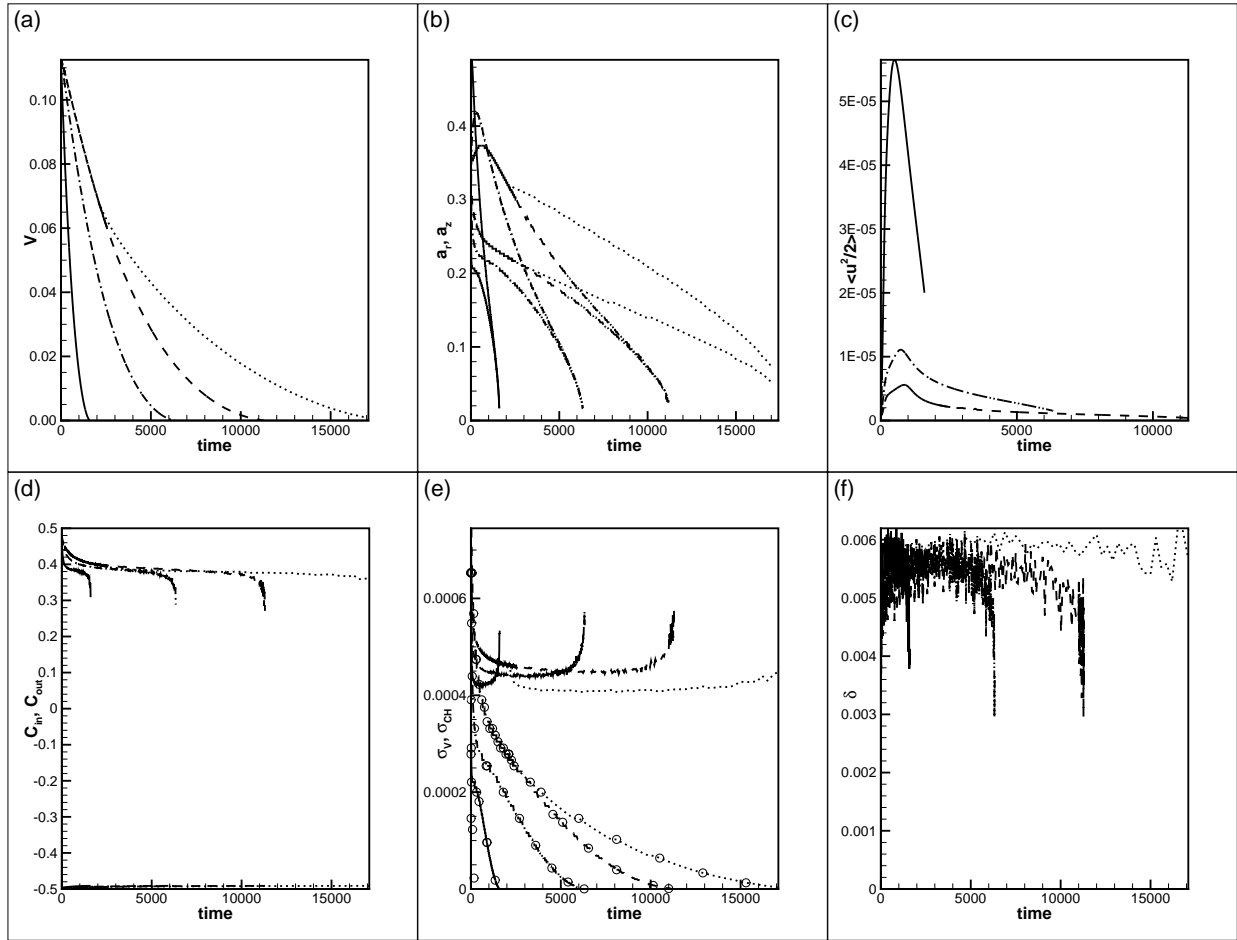 (a)
V
0.10
0.08
0.06
0.04
0.02
0.00
0 5000 10000 15000
time
(b)
a_r, a_z
0.4
0.3
0.2
0.1
0
0 5000 10000 15000
time
(c)
<u²/2>
5E-05
4E-05
3E-05
2E-05
1E-05
0
0 5000 10000
time
(d)
C_in, C_out
0.5
0.4
0.3
0.2
0.1
0
-0.1
-0.2
-0.3
-0.4
-0.5
0 5000 10000 15000
time
(e)
σ_V, σ_CH
0.0006
0.0004
0.0002
0
0 5000 10000 15000
time
(f)
δ
0.006
0.005
0.004
0.003
0.002
0.001
0
0 5000 10000 15000
time